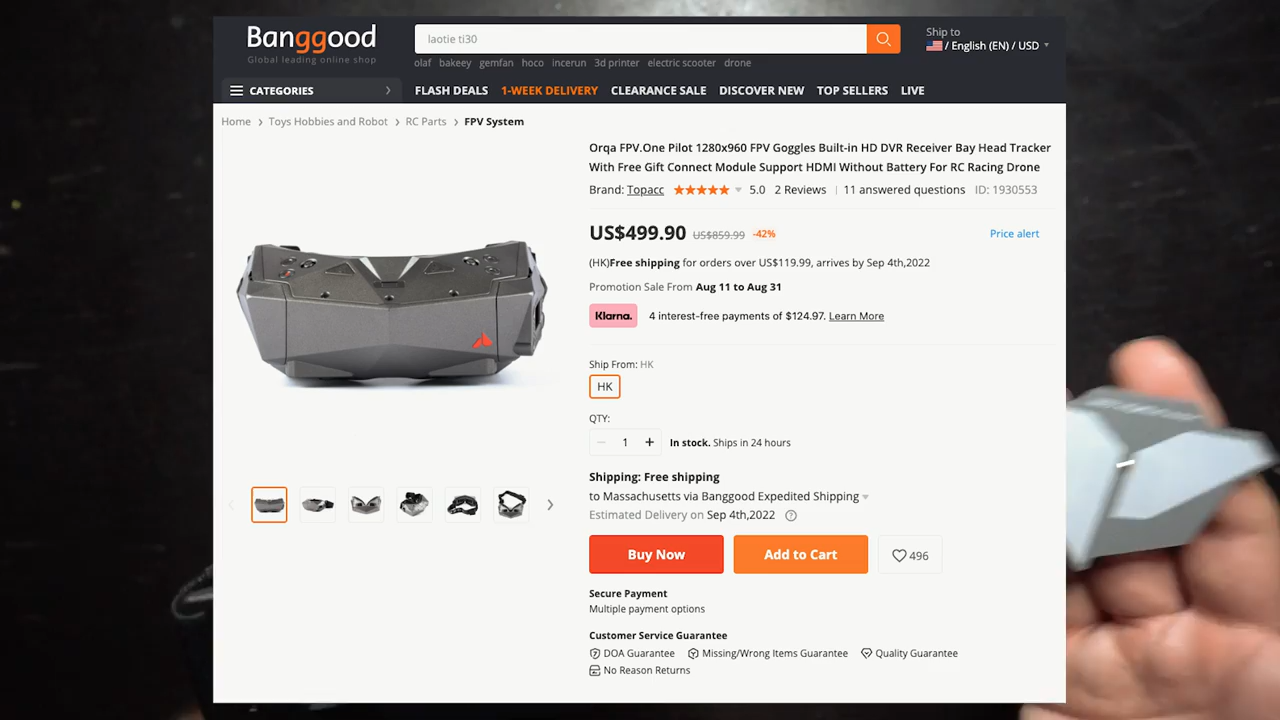 Banggood
Global leading online shop
laotie ti30
Ship to
/ English (EN) / USD
olaf bakeey gemfan hoco incerun 3d printer electric scooter drone
CATEGORIES
FLASH DEALS 1-WEEK DELIVERY CLEARANCE SALE DISCOVER NEW TOP SELLERS LIVE
Home > Toys Hobbies and Robot > RC Parts > FPV System
Orqa FPV.One Pilot 1280x960 FPV Goggles Built-in HD DVR Receiver Bay Head Tracker
With Free Gift Connect Module Support HDMI Without Battery For RC Racing Drone
Brand: Topacc 5.0 2 Reviews | 11 answered questions ID: 1930553
US$499.90 US$859.99 -42%
Price alert
(HK)Free shipping for orders over US$119.99, arrives by Sep 4th,2022
Promotion Sale From Aug 11 to Aug 31
Klarna. 4 interest-free payments of $124.97. Learn More
Ship From: HK
HK
QTY:
− 1 + In stock. Ships in 24 hours
Shipping: Free shipping
to Massachusetts via Banggood Expedited Shipping
Estimated Delivery on Sep 4th,2022 ?
Buy Now Add to Cart 496
Secure Payment
Multiple payment options
Customer Service Guarantee
DOA Guarantee Missing/Wrong Items Guarantee Quality Guarantee
No Reason Returns